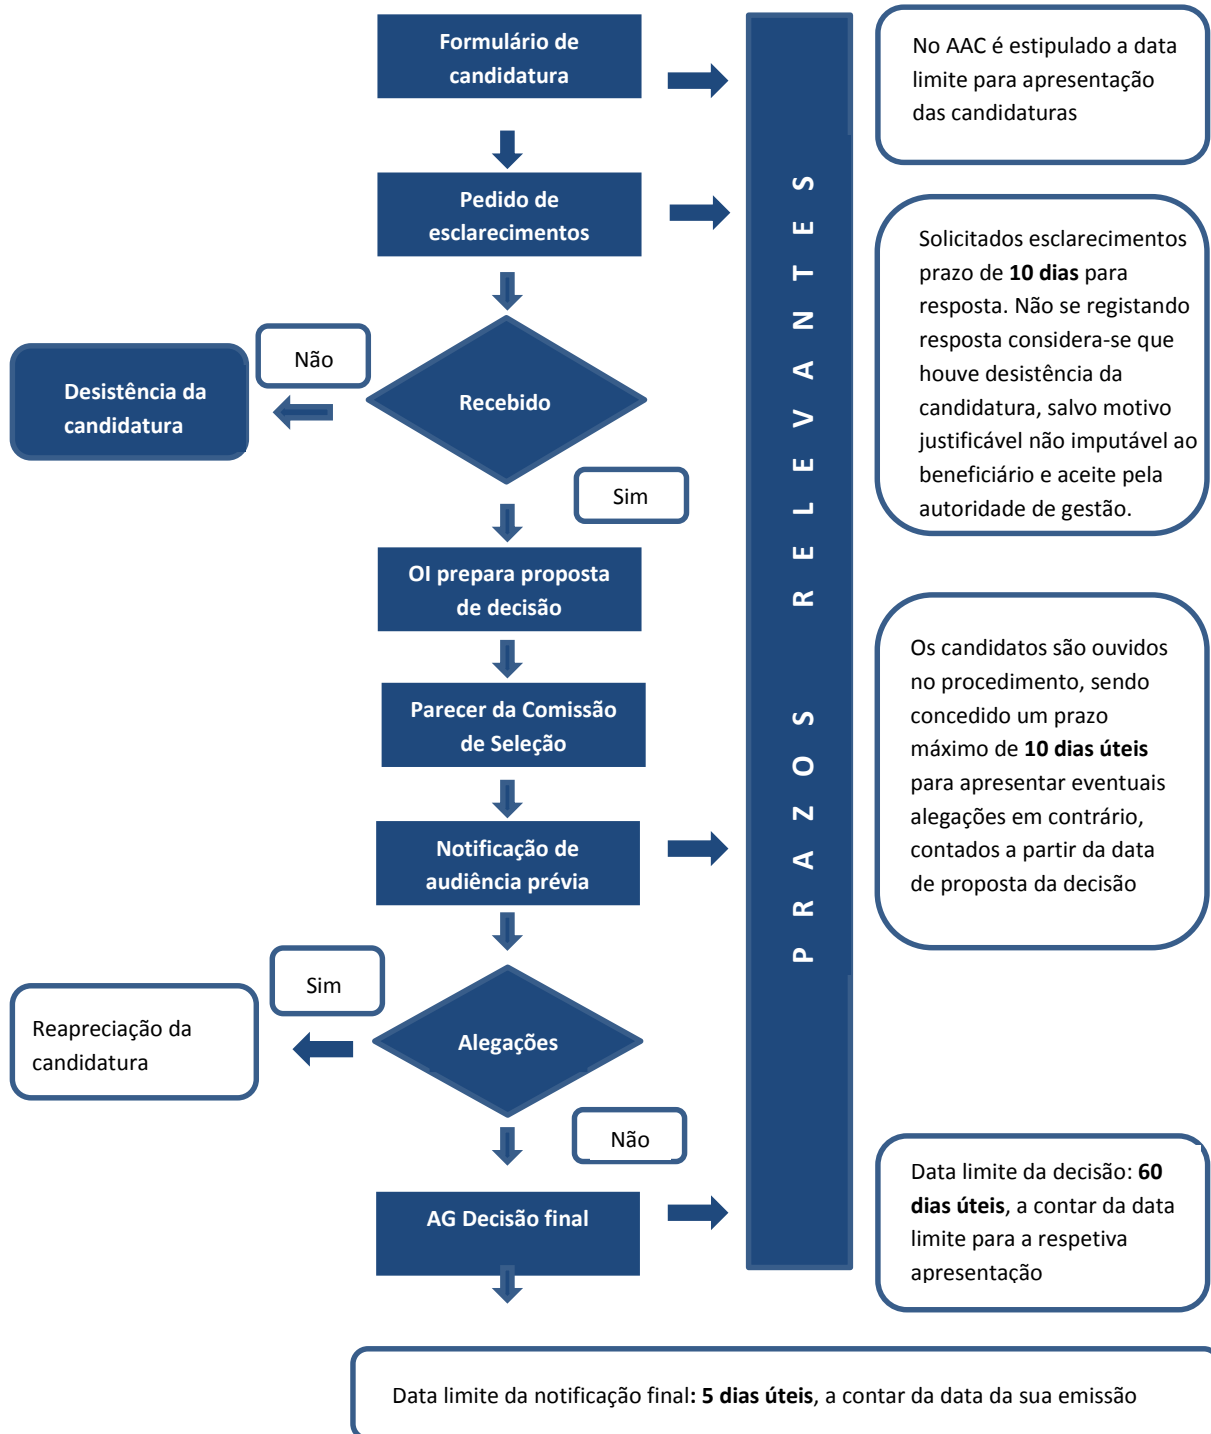 Formulário de
candidatura
No AAC é estipulado a data
limite para apresentação
das candidaturas
Pedido de
esclarecimentos
Solicitados esclarecimentos
prazo de 10 dias para
resposta. Não se registando
resposta considera-se que
houve desistência da
candidatura, salvo motivo
justificável não imputável ao
beneficiário e aceite pela
autoridade de gestão.
Não
Desistência da
candidatura
Recebido
Sim
OI prepara proposta
de decisão
Parecer da Comissão
de Seleção
PRAZOS RELEVANTES
Os candidatos são ouvidos
no procedimento, sendo
concedido um prazo
máximo de 10 dias úteis
para apresentar eventuais
alegações em contrário,
contados a partir da data
de proposta da decisão
Notificação de
audiência prévia
Sim
Reapreciação da
candidatura
Alegações
Não
AG Decisão final
Data limite da decisão: 60
dias úteis, a contar da data
limite para a respetiva
apresentação
Data limite da notificação final: 5 dias úteis, a contar da data da sua emissão